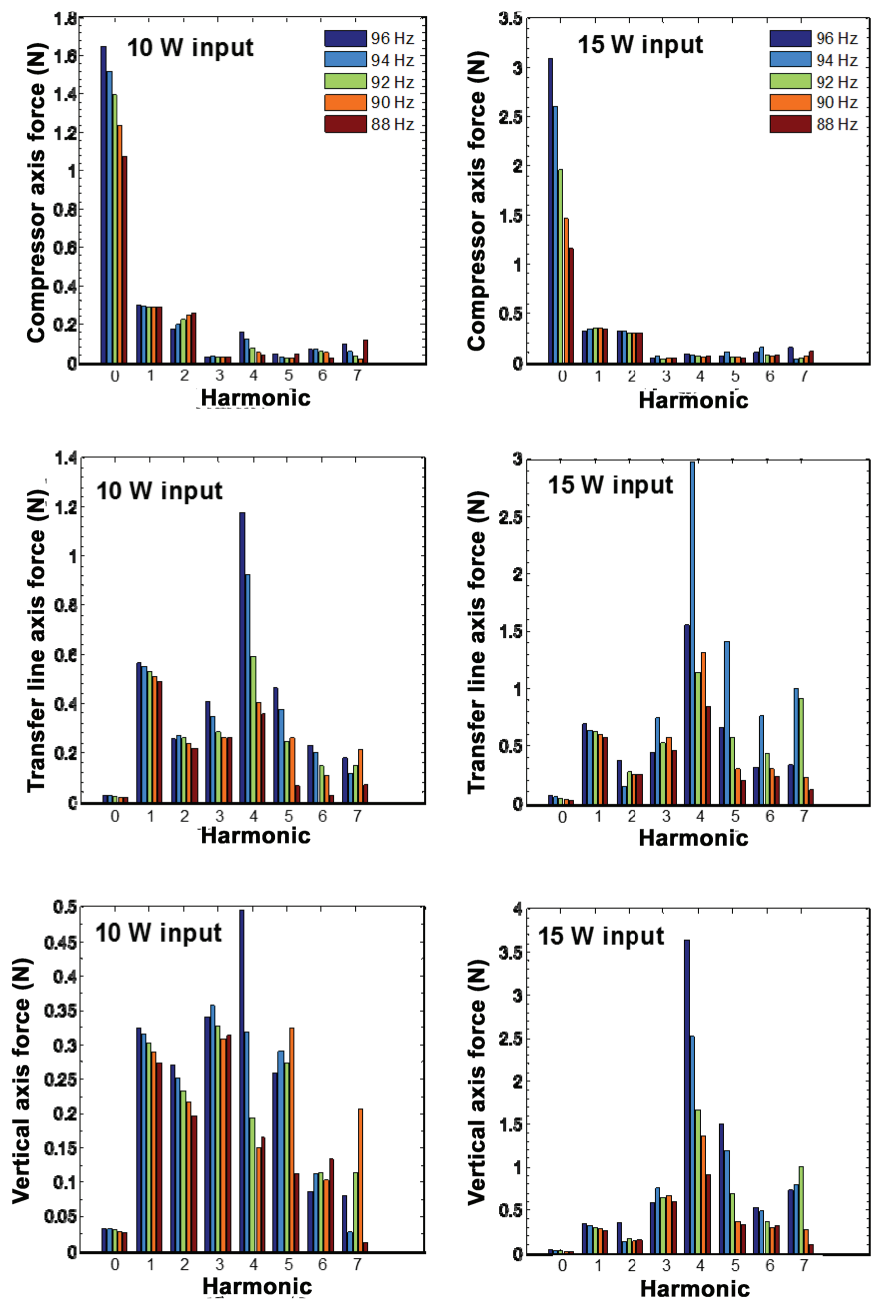 Compressor axis force (N)
10 W input
96 Hz
94 Hz
92 Hz
90 Hz
88 Hz
1.8
1.6
1.4
1.2
1
0.8
0.6
0.4
0.2
0
0 1 2 3 4 5 6 7
Harmonic
Compressor axis force (N)
15 W input
96 Hz
94 Hz
92 Hz
90 Hz
88 Hz
3.5
3
2.5
2
1.5
1
0.5
0
0 1 2 3 4 5 6 7
Harmonic
Transfer line axis force (N)
10 W input
1.4
1.2
1
0.8
0.6
0.4
0.2
0
0 1 2 3 4 5 6 7
Harmonic
Transfer line axis force (N)
15 W input
3
2.5
2
1.5
1
0.5
0
0 1 2 3 4 5 6 7
Harmonic
Vertical axis force (N)
10 W input
0.5
0.45
0.4
0.35
0.3
0.25
0.2
0.15
0.1
0.05
0
0 1 2 3 4 5 6 7
Harmonic
Vertical axis force (N)
15 W input
4
3.5
3
2.5
2
1.5
1
0.5
0
0 1 2 3 4 5 6 7
Harmonic